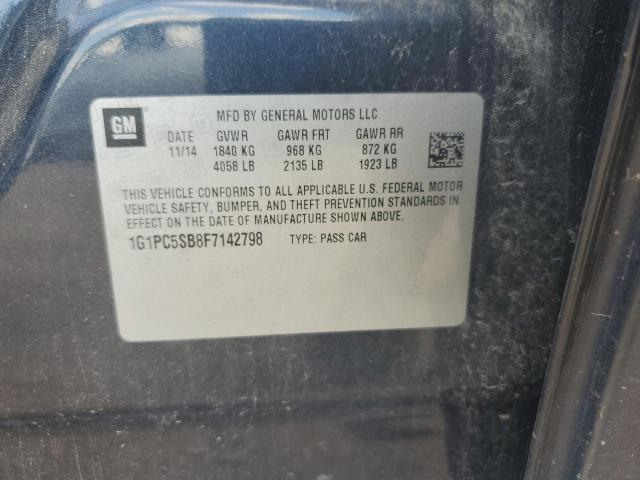 GM
MFD BY GENERAL MOTORS LLC
DATE GVWR GAWR FRT GAWR RR
11/14 1840 KG 968 KG 872 KG
4058 LB 2135 LB 1923 LB
THIS VEHICLE CONFORMS TO ALL APPLICABLE U.S. FEDERAL MOTOR
VEHICLE SAFETY, BUMPER, AND THEFT PREVENTION STANDARDS IN
EFFECT ON THE DATE OF MANUFACTURE SHOWN ABOVE.
1G1PC5SB8F7142798 TYPE: PASS CAR